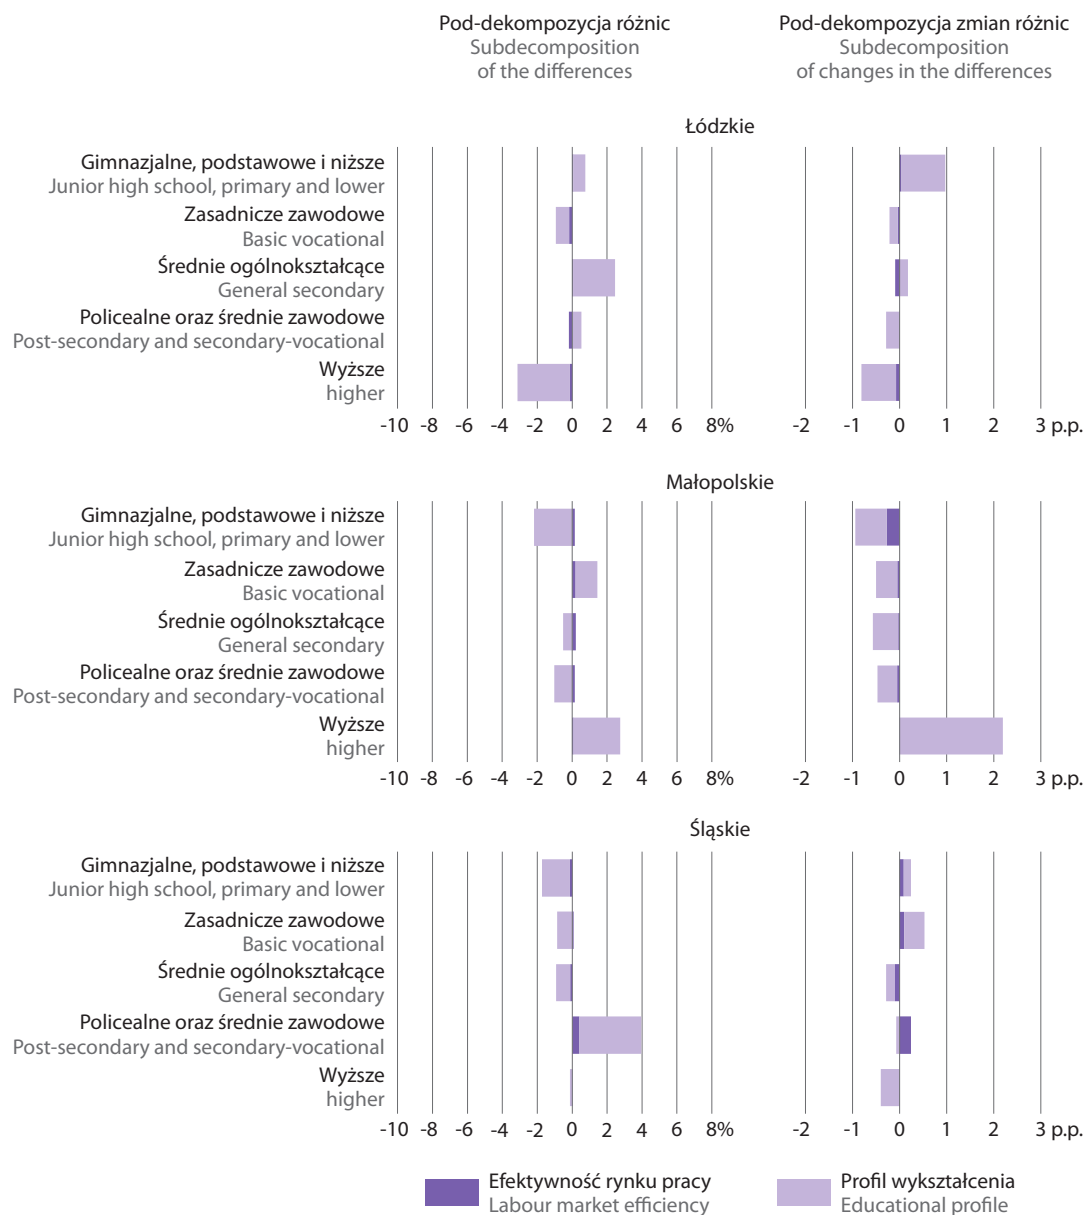 Pod-dekompozycja różnic
Subdecomposition
of the differences
Pod-dekompozycja zmian różnic
Subdecomposition
of changes in the differences
Łódzkie
Gimnazjalne, podstawowe i niższe
Junior high school, primary and lower
Zasadnicze zawodowe
Basic vocational
Średnie ogólnokształcące
General secondary
Policealne oraz średnie zawodowe
Post-secondary and secondary-vocational
Wyższe
higher
-10 -8 -6 -4 -2 0 2 4 6 8%
-2 -1 0 1 2 3 p.p.
Małopolskie
Gimnazjalne, podstawowe i niższe
Junior high school, primary and lower
Zasadnicze zawodowe
Basic vocational
Średnie ogólnokształcące
General secondary
Policealne oraz średnie zawodowe
Post-secondary and secondary-vocational
Wyższe
higher
-10 -8 -6 -4 -2 0 2 4 6 8%
-2 -1 0 1 2 3 p.p.
Śląskie
Gimnazjalne, podstawowe i niższe
Junior high school, primary and lower
Zasadnicze zawodowe
Basic vocational
Średnie ogólnokształcące
General secondary
Policealne oraz średnie zawodowe
Post-secondary and secondary-vocational
Wyższe
higher
-10 -8 -6 -4 -2 0 2 4 6 8%
-2 -1 0 1 2 3 p.p.
Efektywność rynku pracy
Labour market efficiency
Profil wykształcenia
Educational profile